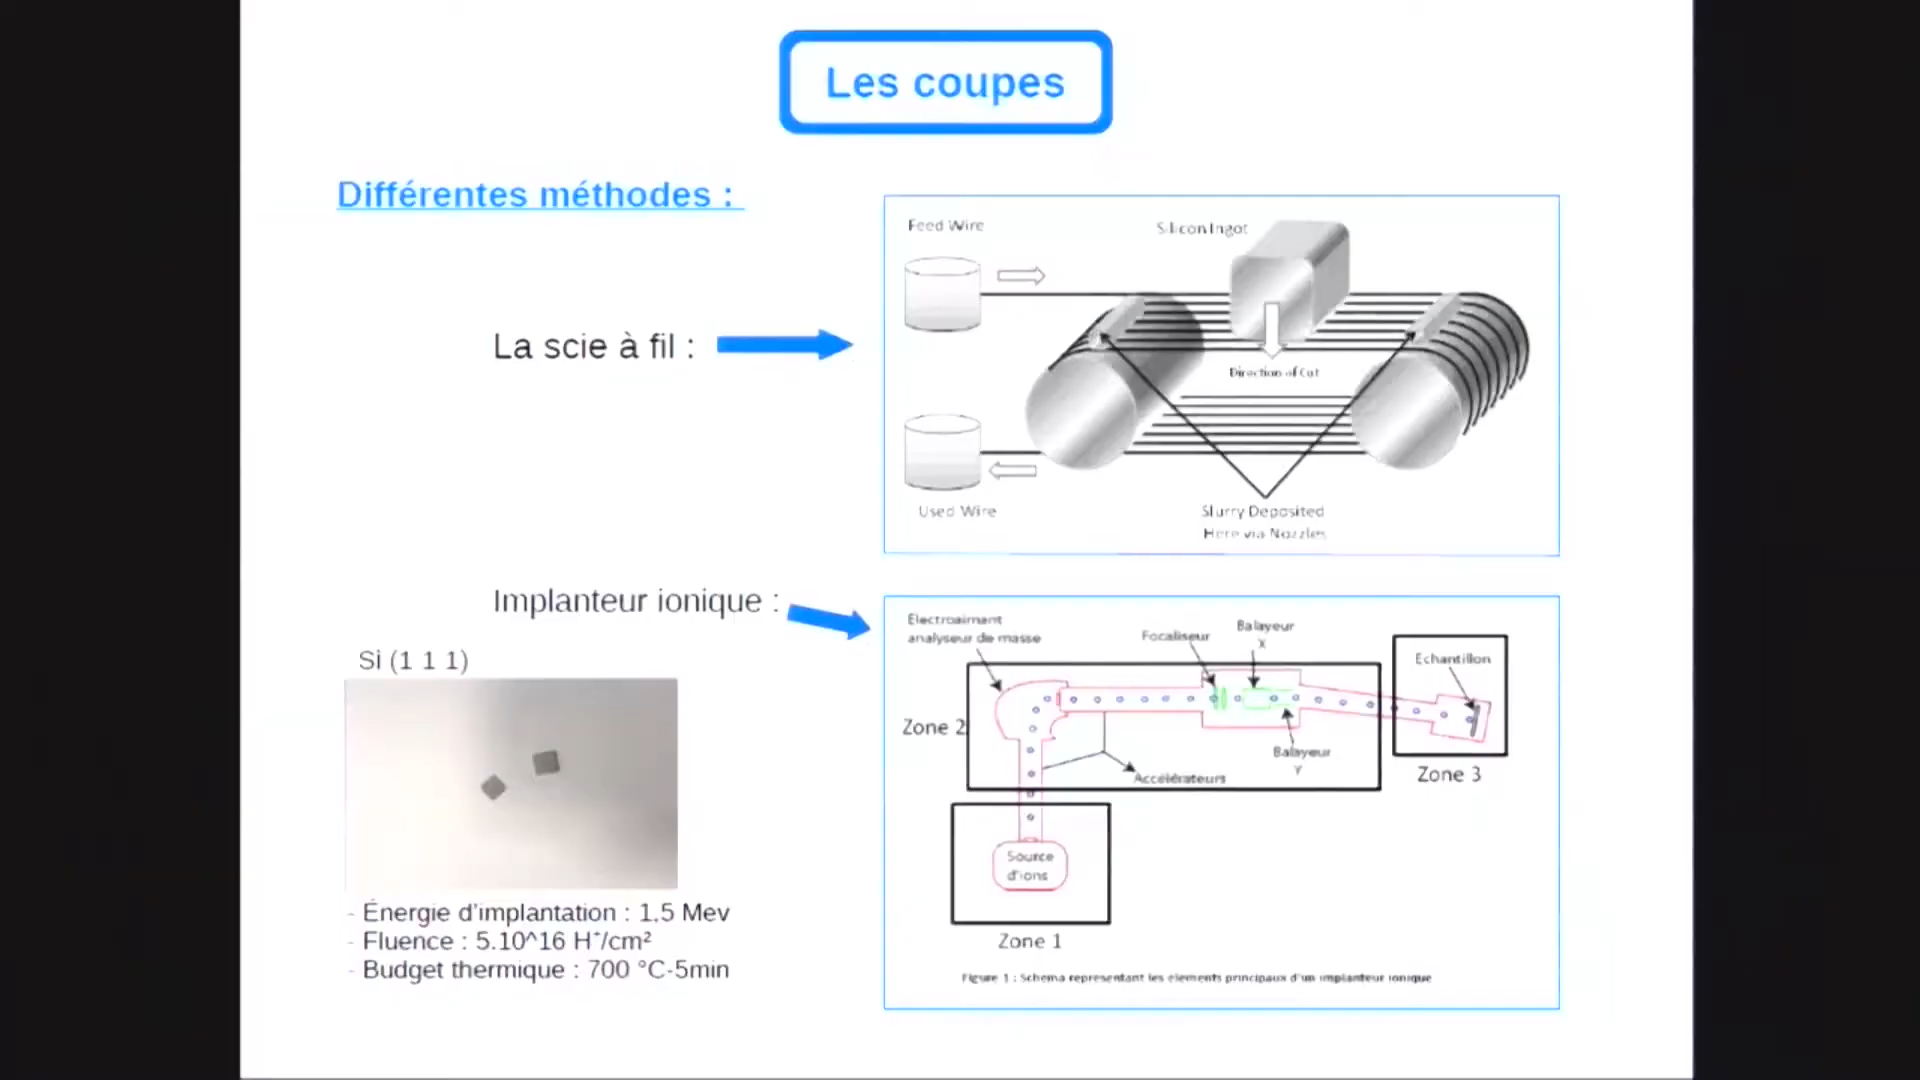 Les coupes
Différentes méthodes :
La scie à fil :
Feed Wire
Silicon Ingot
Direction of Cut
Used Wire
Slurry Deposited
Here via Nozzles
Implanteur ionique :
Si (1 1 1)
- Énergie d'implantation : 1,5 Mev
- Fluence : 5.10^16 H⁺/cm²
- Budget thermique : 700 °C-5min
Electroaimant
analyseur de masse
Focaliseur
Balayeur
X
Echantillon
Zone 2
Balayeur
Y
Accélérateurs
Zone 3
Source
d'ions
Zone 1
Figure 1 : Schema representant les elements principaux d'un implanteur ionique